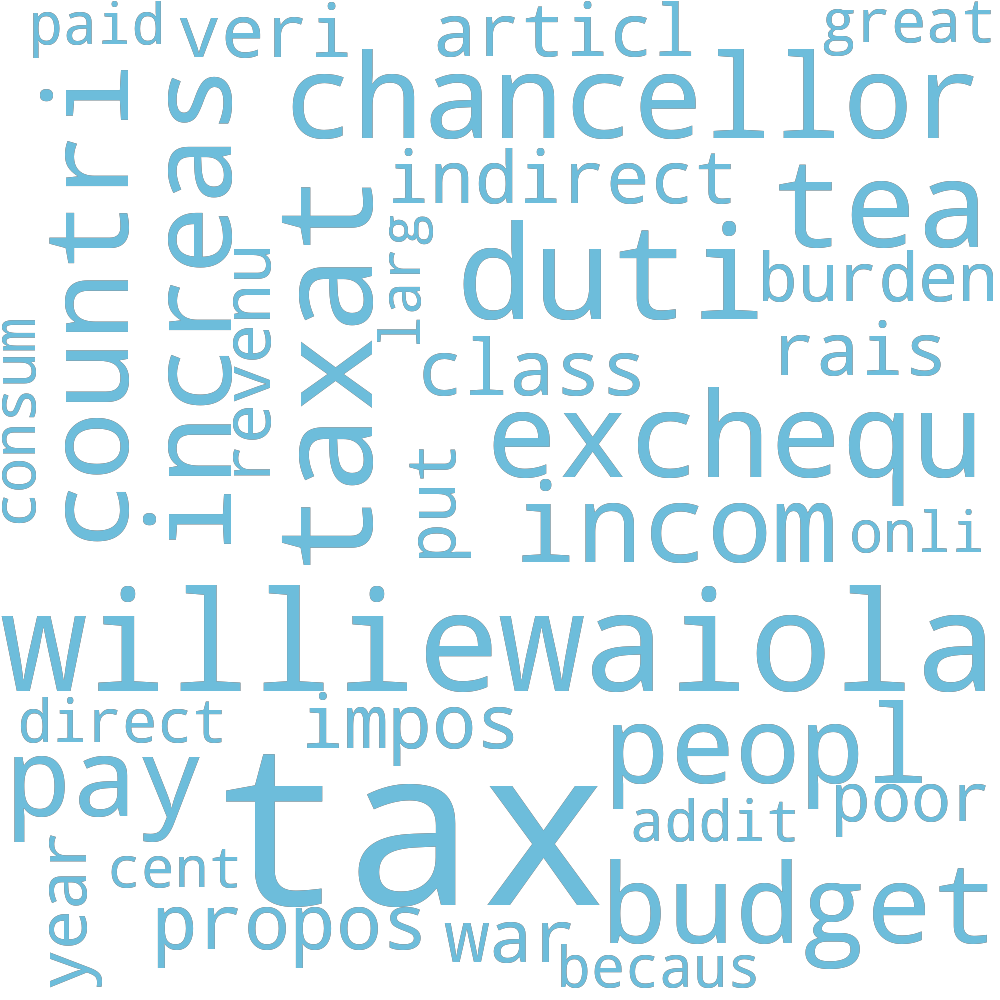 paid
veri
articl
great
countri
increas
chancellor
indirect
tea
taxat
larg
duti
burden
revenu
consum
class
rais
put
exchequ
incom
onli
williewaiola
direct
impos
peopl
pay
tax
addit
poor
year
cent
propos
war
budget
becaus